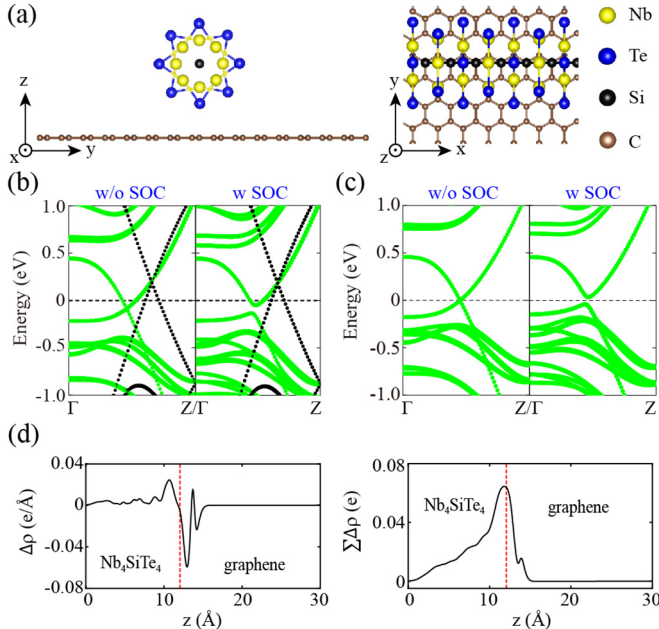 (a)
z
x
y
y
z
x
Nb
Te
Si
C
(b)
w/o SOC
w SOC
(c)
w/o SOC
w SOC
Energy (eV)
1.0
0.5
0
-0.5
-1.0
Γ
Z/Γ
Z
Energy (eV)
1.0
0.5
0
-0.5
-1.0
Γ
Z/Γ
Z
(d)
Δρ (e/Å)
0.04
0
-0.04
-0.08
Nb₄SiTe₄
graphene
0
10
20
30
z (Å)
∑Δρ (e)
0.08
0.04
0
Nb₄SiTe₄
graphene
0
10
20
30
z (Å)